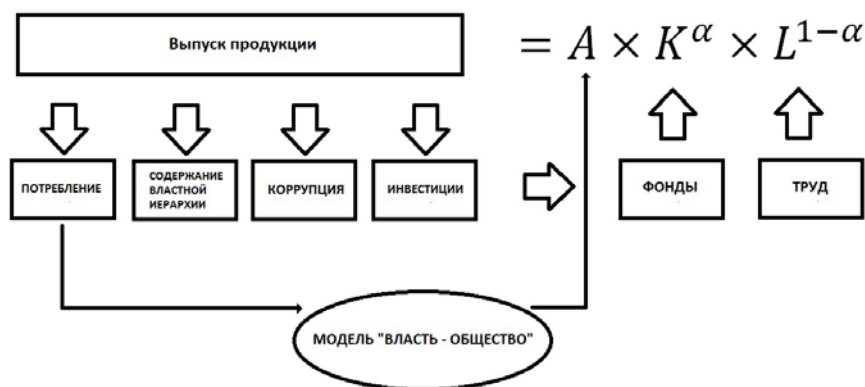 Выпуск продукции
= A × K^α × L^{1−α}
ПОТРЕБЛЕНИЕ
СОДЕРЖАНИЕ
ВЛАСТНОЙ
ИЕРАРХИИ
КОРРУПЦИЯ
ИНВЕСТИЦИИ
ФОНДЫ
ТРУД
МОДЕЛЬ "ВЛАСТЬ - ОБЩЕСТВО"